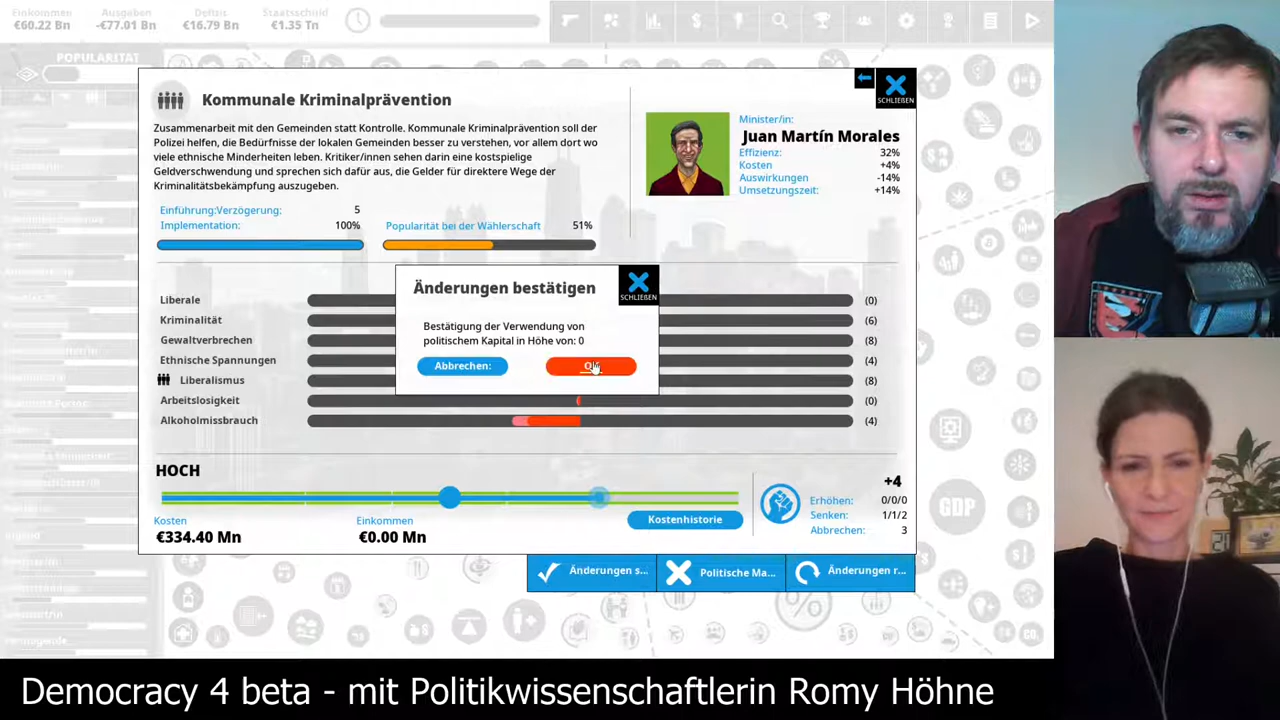 Einkommen Ausgaben Defizit Staatsschuld
€60.22 Bn -€77.01 Bn €16.79 Bn €1.35 Tn
POPULARITÄT
Kommunale Kriminalprävention
SCHLIEẞEN
Zusammenarbeit mit den Gemeinden statt Kontrolle. Kommunale Kriminalprävention soll der
Polizei helfen, die Bedürfnisse der lokalen Gemeinden besser zu verstehen, vor allem dort wo
viele ethnische Minderheiten leben. Kritiker/innen sehen darin eine kostspielige
Geldverschwendung und sprechen sich dafür aus, die Gelder für direktere Wege der
Kriminalitätsbekämpfung auszugeben.
Minister/in:
Juan Martín Morales
Effizienz: 32%
Kosten +4%
Auswirkungen -14%
Umsetzungszeit: +14%
Einführung:Verzögerung: 5
Implementation: 100%
Popularität bei der Wählerschaft 51%
Änderungen bestätigen
SCHLIEẞEN
Bestätigung der Verwendung von
politischem Kapital in Höhe von: 0
Abbrechen:
Liberale (0)
Kriminalität (6)
Gewaltverbrechen (8)
Ethnische Spannungen (4)
Liberalismus (8)
Arbeitslosigkeit (0)
Alkoholmissbrauch (4)
HOCH
Kosten
€334.40 Mn
Einkommen
€0.00 Mn
Kostenhistorie
+4
Erhöhen: 0/0/0
Senken: 1/1/2
Abbrechen: 3
Änderungen s...
Politische Ma...
Änderungen r...
GDP
Democracy 4 beta - mit Politikwissenschaftlerin Romy Höhne